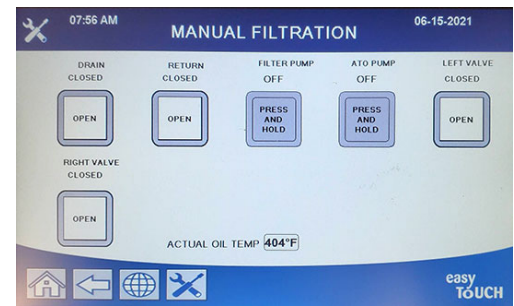 07:56 AM
MANUAL FILTRATION
06-15-2021
DRAIN
CLOSED
OPEN
RETURN
CLOSED
OPEN
FILTER PUMP
OFF
PRESS
AND
HOLD
ATO PUMP
OFF
PRESS
AND
HOLD
LEFT VALVE
CLOSED
OPEN
RIGHT VALVE
CLOSED
OPEN
ACTUAL OIL TEMP 404°F
easy
TOUCH